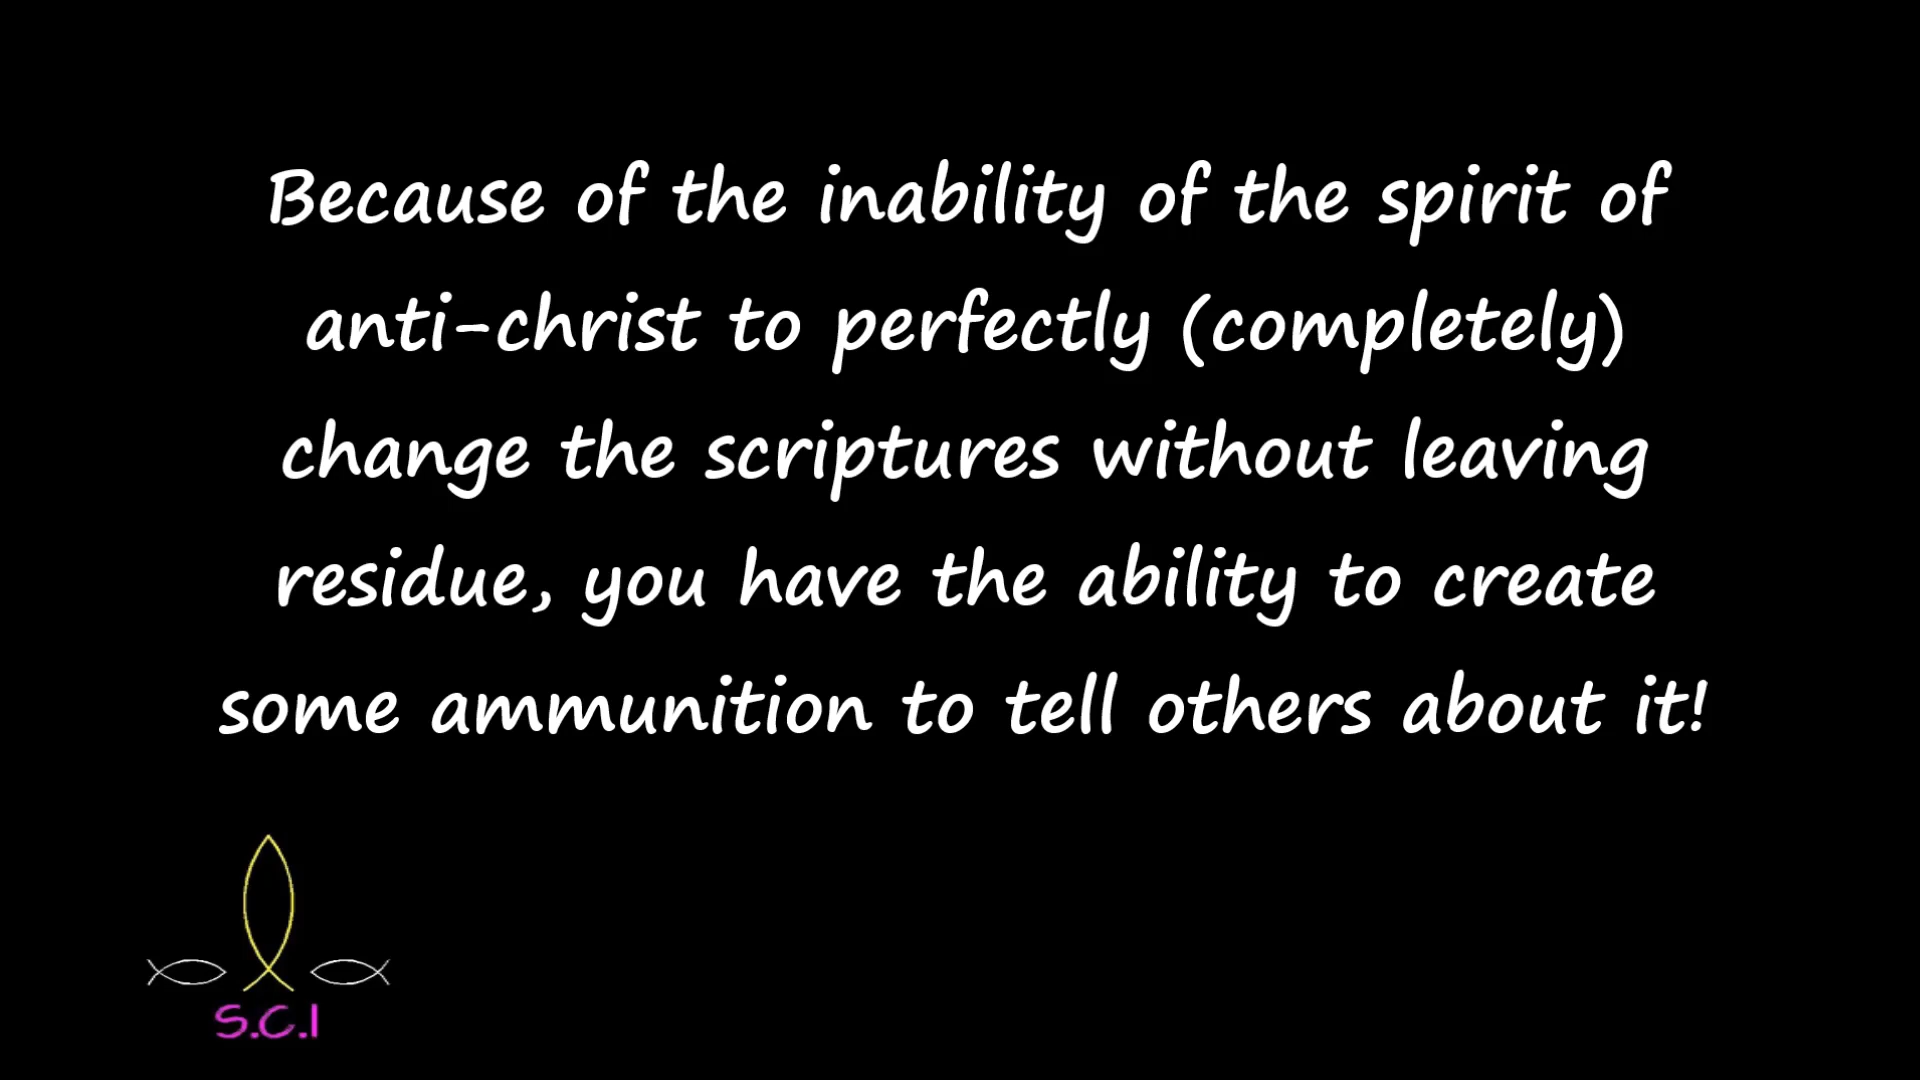 Because of the inability of the spirit of
anti-christ to perfectly (completely)
change the scriptures without leaving
residue, you have the ability to create
some ammunition to tell others about it!
S.C.I